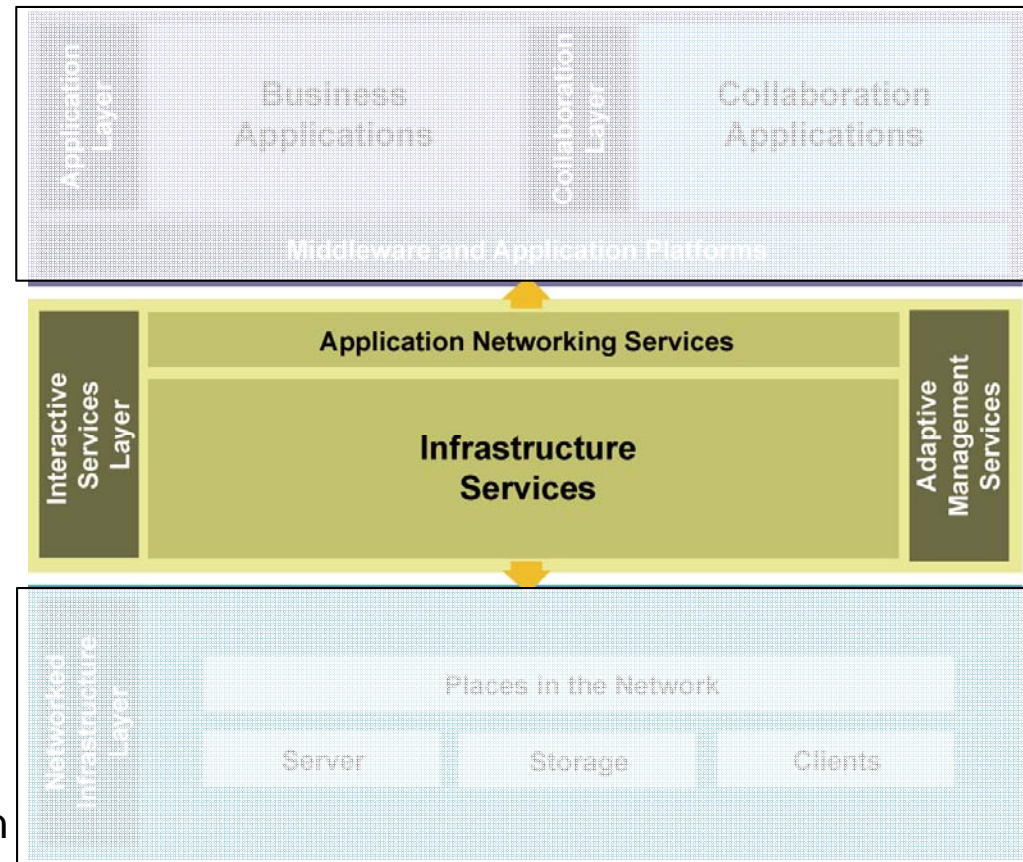 Application
Layer
Business
Applications
Collaboration
Layer
Collaboration
Applications
Middleware and Application Platforms
Interactive
Services
Layer
Application Networking Services
Infrastructure
Services
Adaptive
Management
Services
Networked
Infrastructure
Layer
Places in the Network
Server
Storage
Clients
n